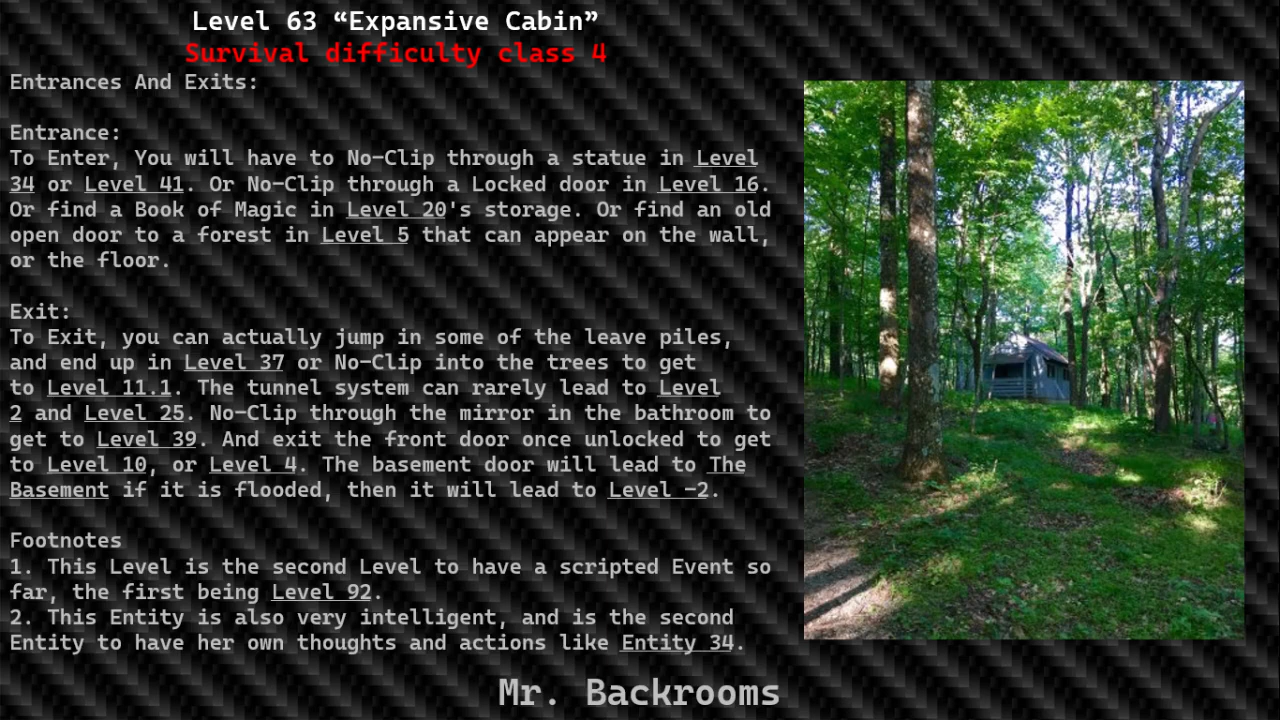 Level 63 “Expansive Cabin”
Survival difficulty class 4
Entrances And Exits:
Entrance:
To Enter, You will have to No-Clip through a statue in Level
34 or Level 41. Or No-Clip through a Locked door in Level 16.
Or find a Book of Magic in Level 20's storage. Or find an old
open door to a forest in Level 5 that can appear on the wall,
or the floor.
Exit:
To Exit, you can actually jump in some of the leave piles,
and end up in Level 37 or No-Clip into the trees to get
to Level 11.1. The tunnel system can rarely lead to Level
2 and Level 25. No-Clip through the mirror in the bathroom to
get to Level 39. And exit the front door once unlocked to get
to Level 10, or Level 4. The basement door will lead to The
Basement if it is flooded, then it will lead to Level -2.
Footnotes
1. This Level is the second Level to have a scripted Event so
far, the first being Level 92.
2. This Entity is also very intelligent, and is the second
Entity to have her own thoughts and actions like Entity 34.
Mr. Backrooms